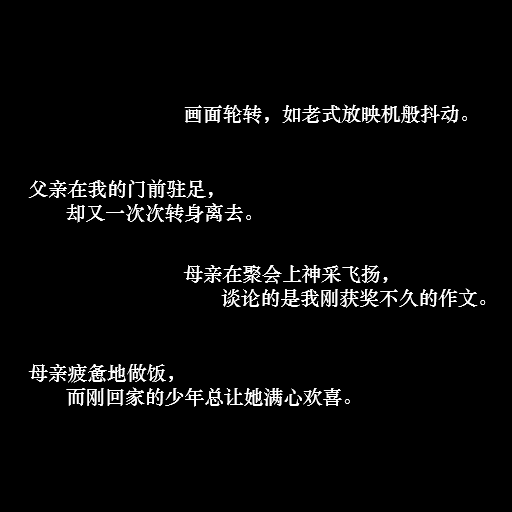 画面轮转，如老式放映机般抖动。
父亲在我的门前驻足，
却又一次次转身离去。
母亲在聚会上神采飞扬，
谈论的是我刚获奖不久的作文。
母亲疲惫地做饭，
而刚回家的少年总让她满心欢喜。